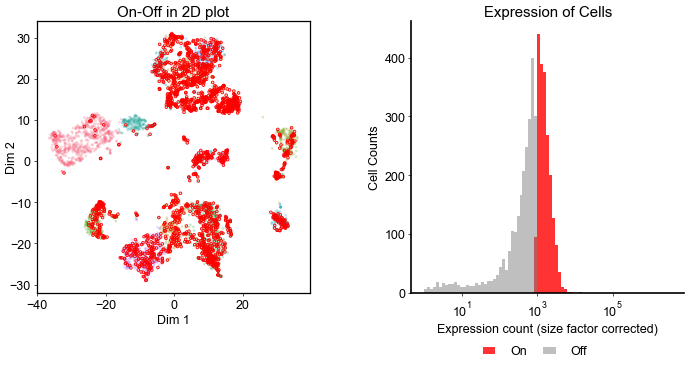 On-Off in 2D plot
30
20
10
0
−10
−20
−30
Dim 2
−40
−20
0
20
Dim 1
Expression of Cells
400
300
200
100
0
Cell Counts
10^1
10^3
10^5
Expression count (size factor corrected)
On
Off